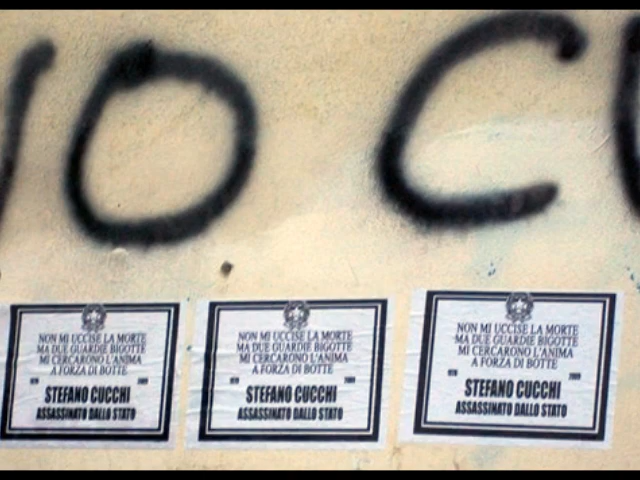 O C
NON MI UCCISE LA MORTE
MA DUE GUARDIE BIGOTTE
MI CERCARONO L'ANIMA
A FORZA DI BOTTE
STEFANO CUCCHI
ASSASSINATO DALLO STATO
NON MI UCCISE LA MORTE
MA DUE GUARDIE BIGOTTE
MI CERCARONO L'ANIMA
A FORZA DI BOTTE
STEFANO CUCCHI
ASSASSINATO DALLO STATO
NON MI UCCISE LA MORTE
MA DUE GUARDIE BIGOTTE
MI CERCARONO L'ANIMA
A FORZA DI BOTTE
STEFANO CUCCHI
ASSASSINATO DALLO STATO